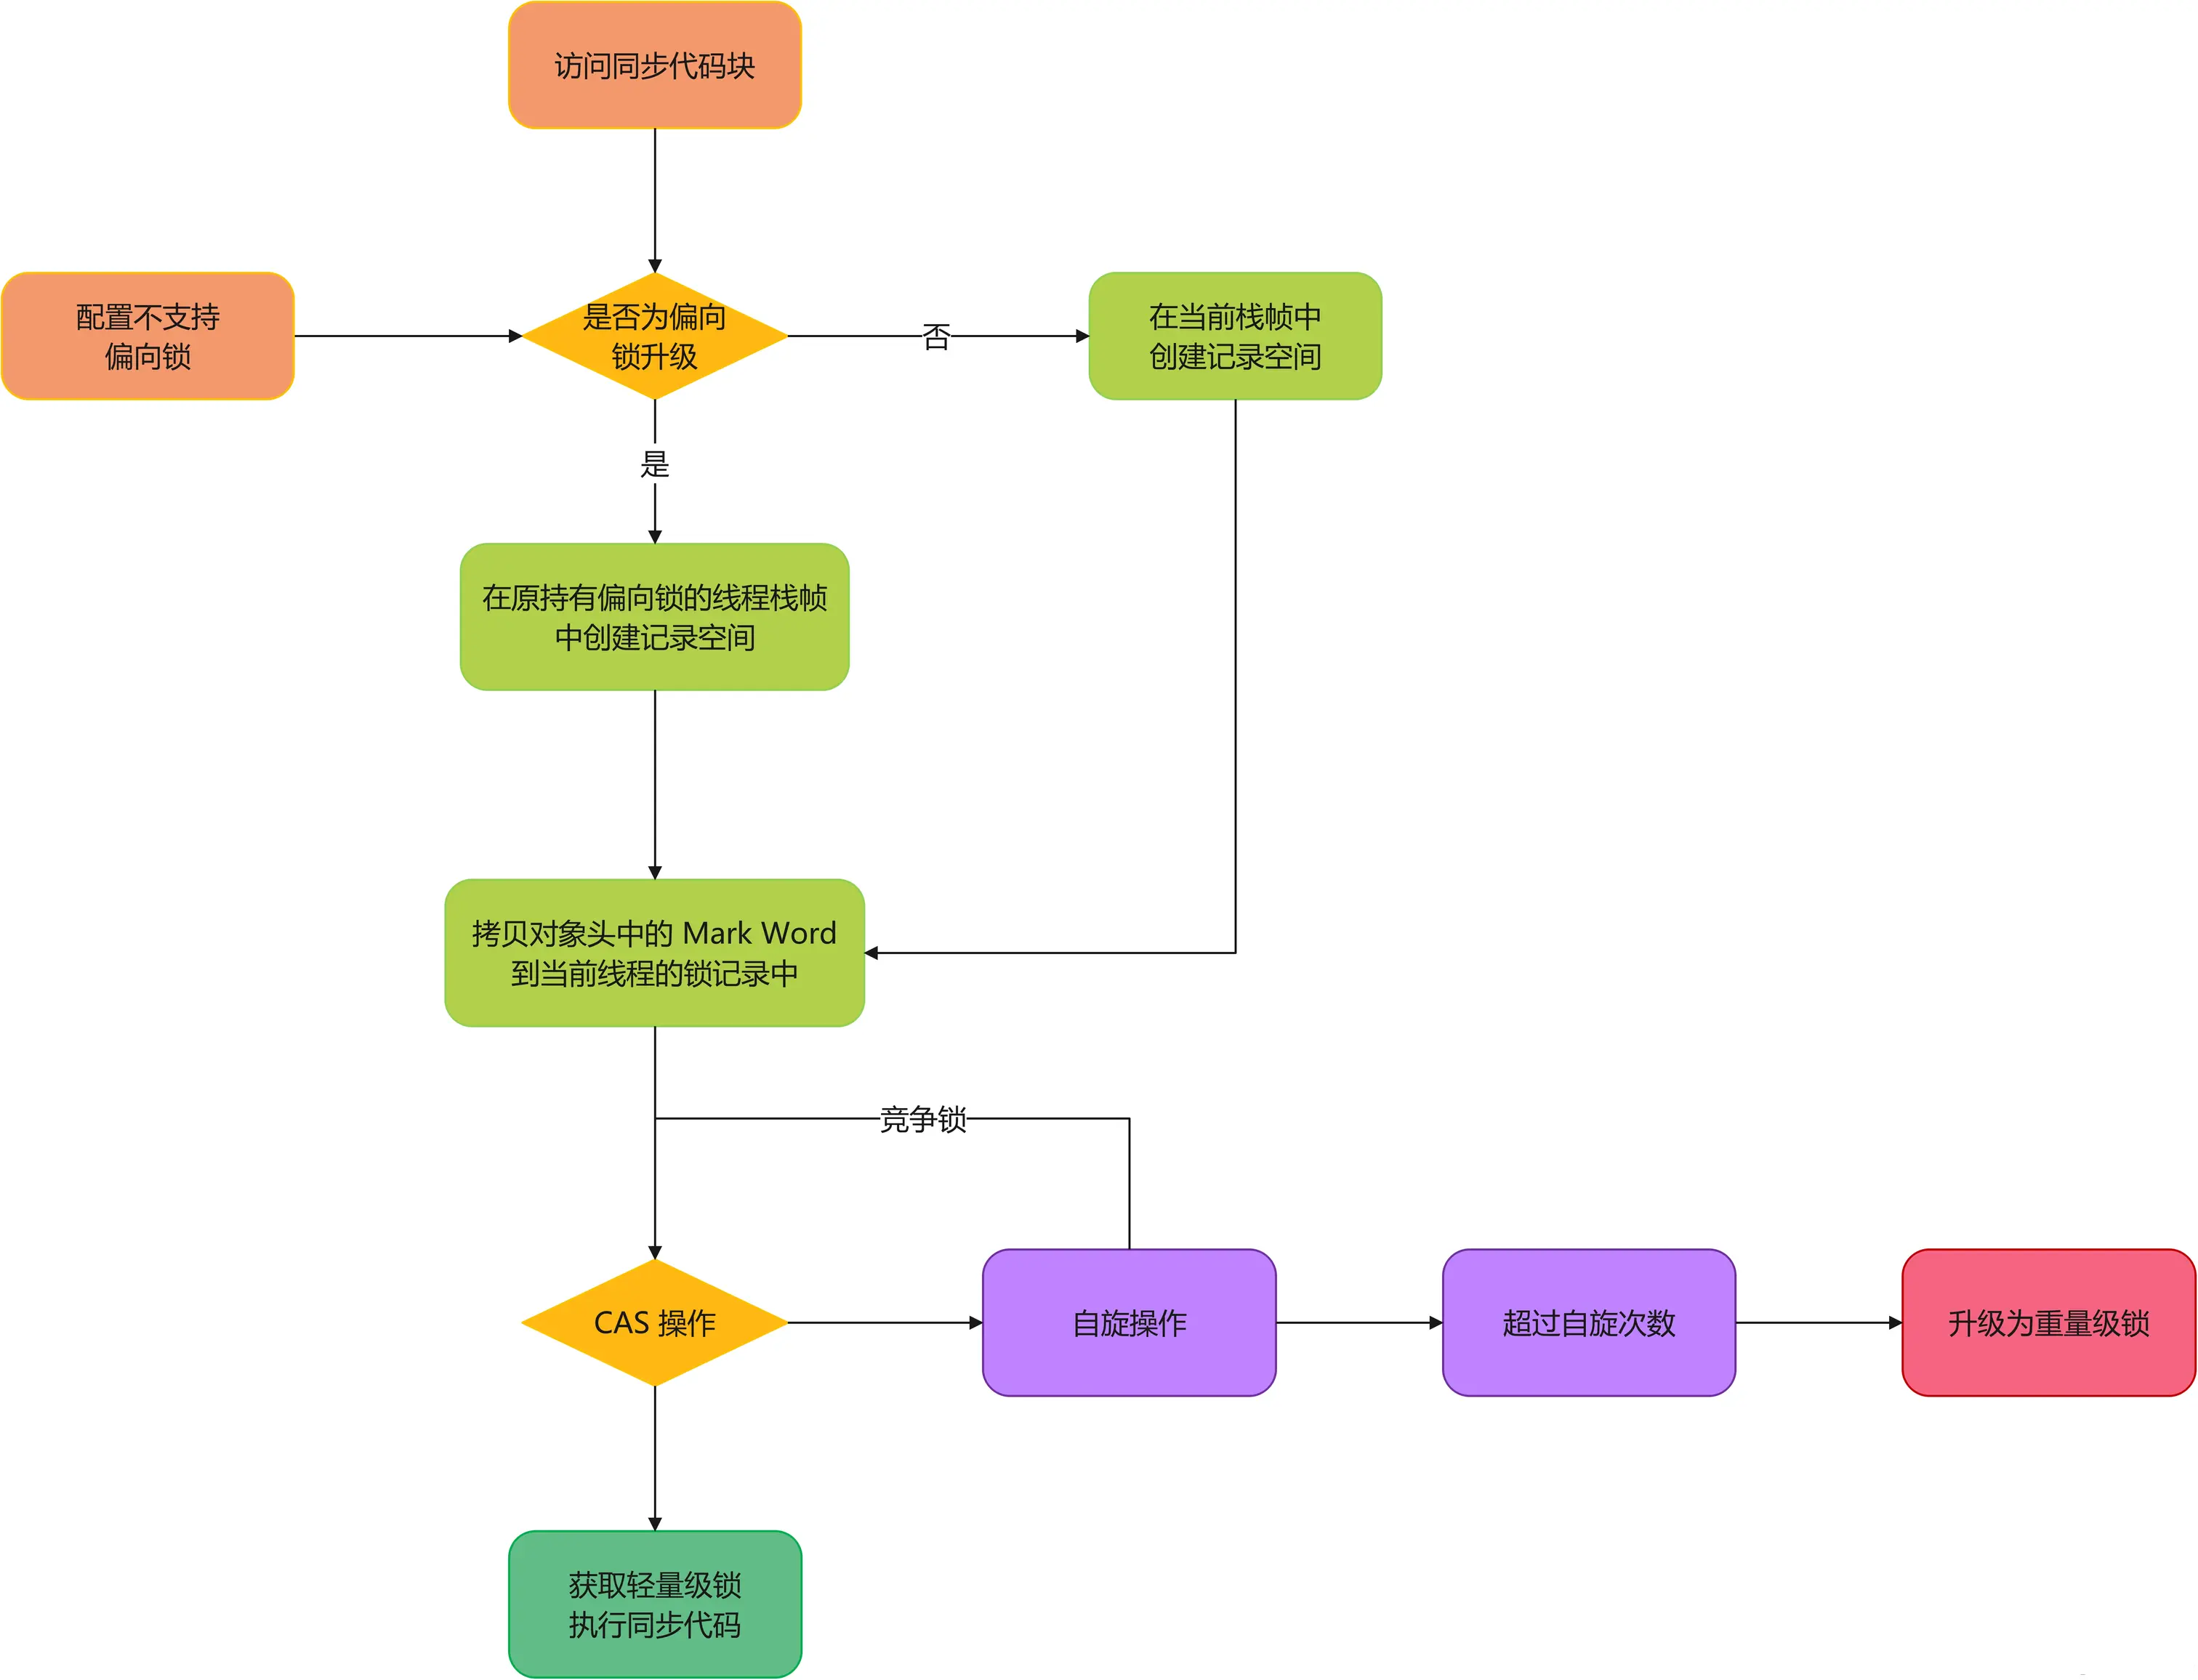 访问同步代码块
配置不支持
偏向锁
是否为偏向
锁升级
否
在当前栈帧中
创建记录空间
是
在原持有偏向锁的线程栈帧
中创建记录空间
拷贝对象头中的 Mark Word
到当前线程的锁记录中
竞争锁
CAS 操作
自旋操作
超过自旋次数
升级为重量级锁
获取轻量级锁
执行同步代码